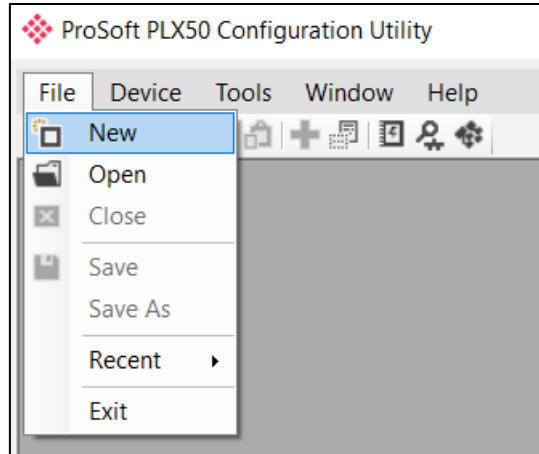 ProSoft PLX50 Configuration Utility
File Device Tools Window Help
New
Open
Close
Save
Save As
Recent
Exit